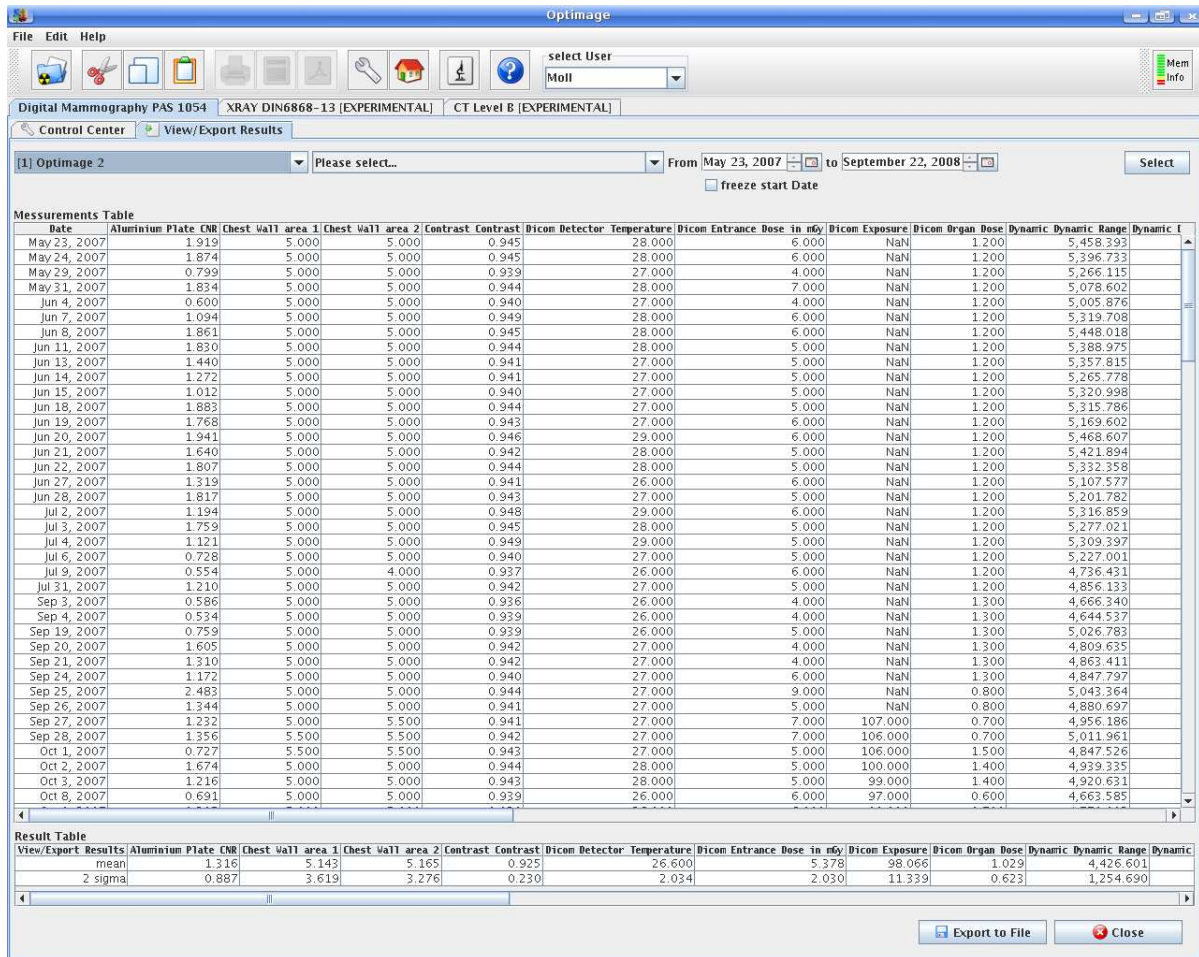 Optimage
File Edit Help
select User
Moll
Mem
Info
Digital Mammography PAS 1054 XRAY DIN6868-13 [EXPERIMENTAL] CT Level B [EXPERIMENTAL]
Control Center View/Export Results
[1] Optimage 2 Please select... From May 23, 2007 to September 22, 2008 Select
freeze start Date
Messurements Table
Date Aluminium Plate CNR Chest Wall area 1 Chest Wall area 2 Contrast Contrast Dicom Detector Temperature Dicom Entrance Dose in mGy Dicom Exposure Dicom Organ Dose Dynamic Dynamic Range Dynamic
May 23, 2007 1.919 5.000 5.000 0.945 28.000 6.000 NaN 1.200 5,458.393
May 24, 2007 1.874 5.000 5.000 0.945 28.000 6.000 NaN 1.200 5,396.733
May 29, 2007 0.799 5.000 5.000 0.939 27.000 4.000 NaN 1.200 5,266.115
May 31, 2007 1.834 5.000 5.000 0.944 28.000 7.000 NaN 1.200 5,078.602
Jun 4, 2007 0.600 5.000 5.000 0.940 27.000 4.000 NaN 1.200 5,005.876
Jun 7, 2007 1.094 5.000 5.000 0.949 28.000 6.000 NaN 1.200 5,319.708
Jun 8, 2007 1.861 5.000 5.000 0.945 28.000 6.000 NaN 1.200 5,448.018
Jun 11, 2007 1.830 5.000 5.000 0.944 28.000 5.000 NaN 1.200 5,388.975
Jun 13, 2007 1.440 5.000 5.000 0.941 27.000 5.000 NaN 1.200 5,357.815
Jun 14, 2007 1.272 5.000 5.000 0.941 27.000 5.000 NaN 1.200 5,265.778
Jun 15, 2007 1.012 5.000 5.000 0.940 27.000 5.000 NaN 1.200 5,320.998
Jun 18, 2007 1.883 5.000 5.000 0.944 27.000 5.000 NaN 1.200 5,315.786
Jun 19, 2007 1.768 5.000 5.000 0.943 27.000 6.000 NaN 1.200 5,169.602
Jun 20, 2007 1.941 5.000 5.000 0.946 29.000 6.000 NaN 1.200 5,468.607
Jun 21, 2007 1.640 5.000 5.000 0.942 28.000 5.000 NaN 1.200 5,421.894
Jun 22, 2007 1.807 5.000 5.000 0.944 28.000 5.000 NaN 1.200 5,332.358
Jun 27, 2007 1.319 5.000 5.000 0.941 26.000 6.000 NaN 1.200 5,107.577
Jun 28, 2007 1.817 5.000 5.000 0.943 27.000 5.000 NaN 1.200 5,201.782
Jul 2, 2007 1.194 5.000 5.000 0.948 29.000 6.000 NaN 1.200 5,316.859
Jul 3, 2007 1.759 5.000 5.000 0.945 28.000 5.000 NaN 1.200 5,277.021
Jul 4, 2007 1.121 5.000 5.000 0.949 29.000 5.000 NaN 1.200 5,309.397
Jul 6, 2007 0.728 5.000 5.000 0.940 27.000 5.000 NaN 1.200 5,227.001
Jul 9, 2007 0.554 5.000 4.000 0.937 26.000 6.000 NaN 1.200 4,736.431
Jul 31, 2007 1.210 5.000 5.000 0.942 27.000 5.000 NaN 1.200 4,856.133
Sep 3, 2007 0.586 5.000 5.000 0.936 26.000 4.000 NaN 1.300 4,666.340
Sep 4, 2007 0.534 5.000 5.000 0.939 26.000 4.000 NaN 1.300 4,644.537
Sep 19, 2007 0.759 5.000 5.000 0.939 26.000 5.000 NaN 1.300 5,026.783
Sep 20, 2007 1.605 5.000 5.000 0.942 27.000 4.000 NaN 1.300 4,809.635
Sep 21, 2007 1.310 5.000 5.000 0.942 27.000 4.000 NaN 1.300 4,863.411
Sep 24, 2007 1.172 5.000 5.000 0.940 27.000 6.000 NaN 1.300 4,847.797
Sep 25, 2007 2.483 5.000 5.000 0.944 27.000 9.000 NaN 0.800 5,043.364
Sep 26, 2007 1.344 5.000 5.000 0.941 27.000 5.000 NaN 0.800 4,880.697
Sep 27, 2007 1.232 5.000 5.500 0.941 27.000 7.000 107.000 0.700 4,956.186
Sep 28, 2007 1.356 5.500 5.500 0.942 27.000 7.000 106.000 0.700 5,011.961
Oct 1, 2007 0.727 5.500 5.500 0.943 27.000 5.000 106.000 1.500 4,847.526
Oct 2, 2007 1.674 5.000 5.000 0.944 28.000 5.000 100.000 1.400 4,939.335
Oct 3, 2007 1.216 5.000 5.000 0.943 28.000 5.000 99.000 1.400 4,920.631
Oct 8, 2007 0.691 5.000 5.000 0.939 26.000 6.000 97.000 0.600 4,663.585
Result Table
View/Export Results Aluminium Plate CNR Chest Wall area 1 Chest Wall area 2 Contrast Contrast Dicom Detector Temperature Dicom Entrance Dose in mGy Dicom Exposure Dicom Organ Dose Dynamic Dynamic Range Dynamic
mean 1.316 5.143 5.165 0.925 26.600 5.378 98.066 1.029 4,426.601
2 sigma 0.887 3.619 3.276 0.230 2.034 2.030 11.339 0.623 1,254.690
Export to File Close